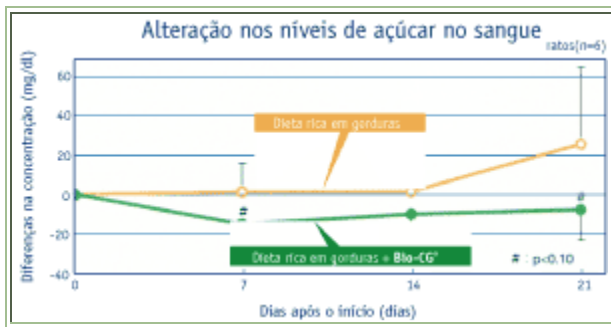 Alteração nos níveis de açúcar no sangue
ratos(n=6)
Diferenças na concentração (mg/dl)
60
40
20
0
-20
-40
Dieta rica em gorduras
#
#
Dieta rica em gorduras + Bio-CG®
# : p<0.10
0
7
14
21
Dias após o início (dias)